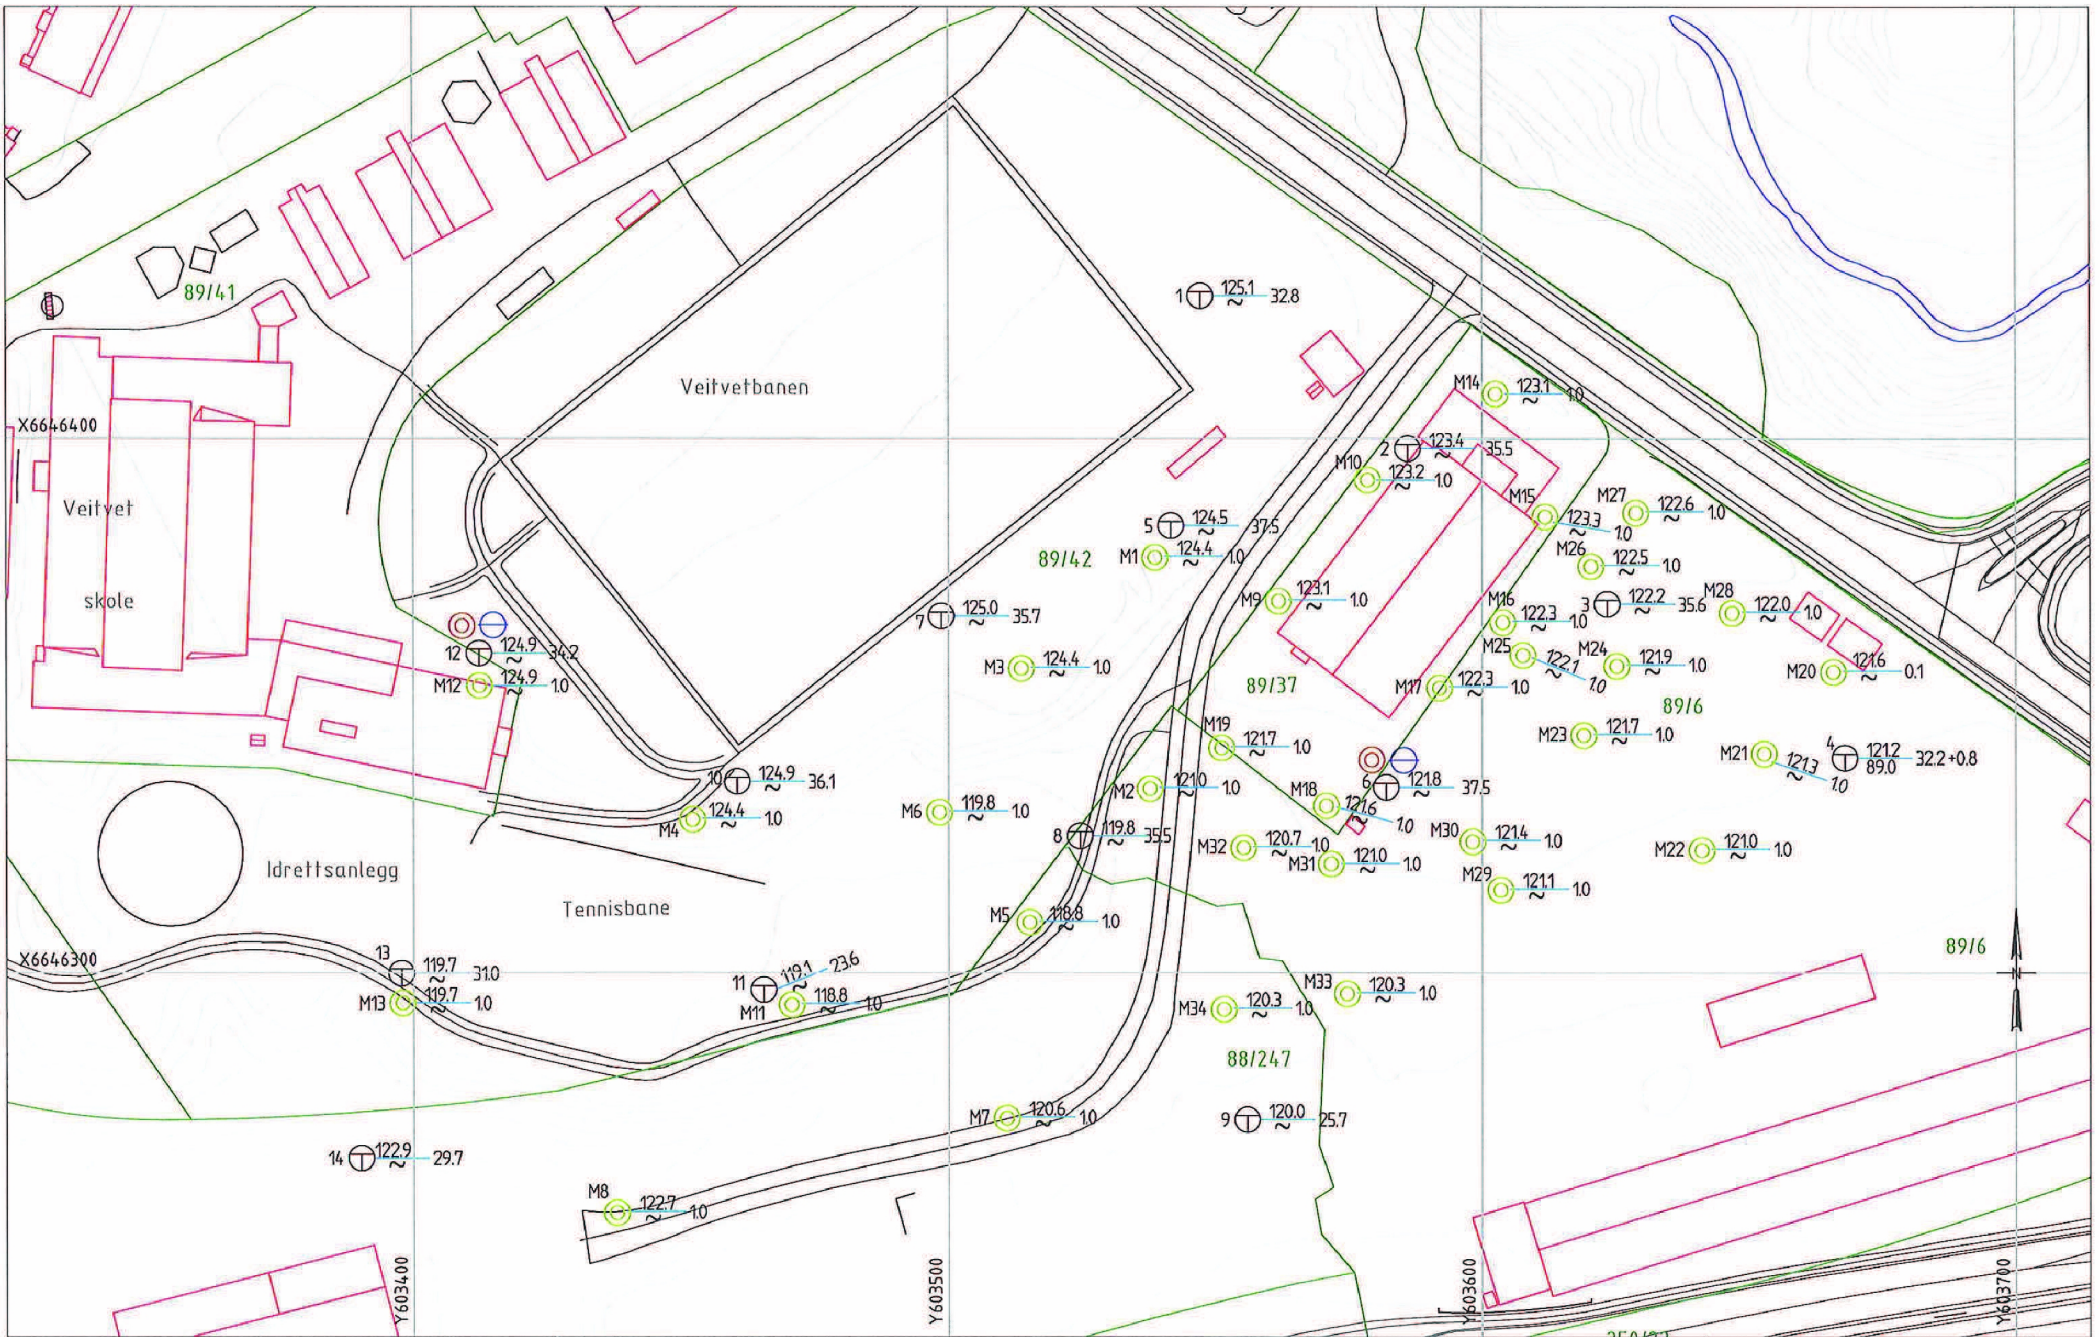 89/41
1 125.1 ~ 32.8
Veitvetbanen
M14 123.1 ~ 1.0
X6646400
2 123.4 ~ 35.5
M10 123.2 ~ 1.0
M15 123.3 ~ 1.0
M27 122.6 ~ 1.0
Veitvet
skole
5 124.5 ~ 37.5
M1 124.4 ~ 1.0
89/42
M26 122.5 ~ 1.0
M9 123.1 ~ 1.0
M16 122.3 ~ 1.0
3 122.2 ~ 35.6
M28 122.0 ~ 1.0
7 125.0 ~ 35.7
12 124.9 ~ 34.2
M12 124.9 ~ 1.0
M3 124.4 ~ 1.0
M25 122.1 ~ 1.0
M24 121.9 ~ 1.0
M20 121.6 ~ 0.1
89/37
M17 122.3 ~ 1.0
89/6
M19 121.7 ~ 1.0
M23 121.7 ~ 1.0
M21 121.3 ~ 1.0
4 121.2 32.2+0.8
89.0
10 124.9 ~ 36.1
M4 124.4 ~ 1.0
M6 119.8 ~ 1.0
M2 121.0 ~ 1.0
6 121.8 ~ 37.5
M18 121.6 ~ 1.0
8 119.8 ~ 35.5
M32 120.7 ~ 1.0
M31 121.0 ~ 1.0
M30 121.4 ~ 1.0
M22 121.0 ~ 1.0
M29 121.1 ~ 1.0
Idrettsanlegg
Tennisbane
M5 118.8 ~ 1.0
89/6
X6646300
13 119.7 ~ 31.0
M13 119.7 ~ 1.0
11 119.1 ~ 23.6
M11 118.8 ~ 1.0
N
M33 120.3 ~ 1.0
M34 120.3 ~ 1.0
88/247
M7 120.6 ~ 1.0
9 120.0 ~ 25.7
14 122.9 ~ 29.7
M8 122.7 ~ 1.0
Y603400
Y603500
Y603600
Y603700